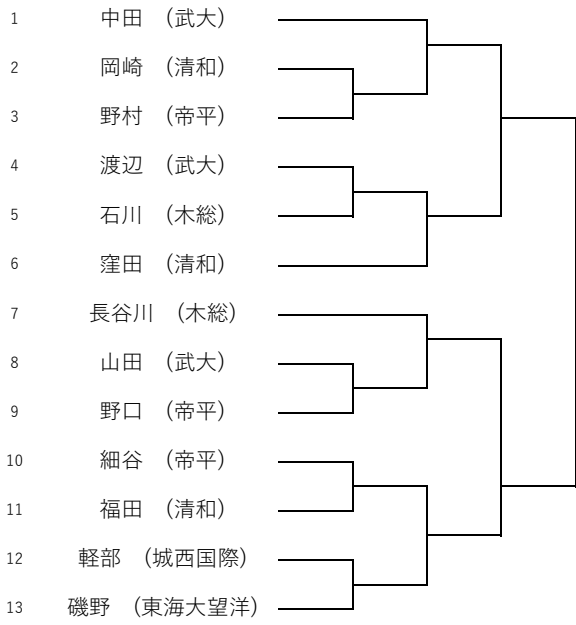 1 中田 （武大）
2 岡崎 （清和）
3 野村 （帝平）
4 渡辺 （武大）
5 石川 （木総）
6 窪田 （清和）
7 長谷川 （木総）
8 山田 （武大）
9 野口 （帝平）
10 細谷 （帝平）
11 福田 （清和）
12 軽部 （城西国際）
13 磯野 （東海大望洋）